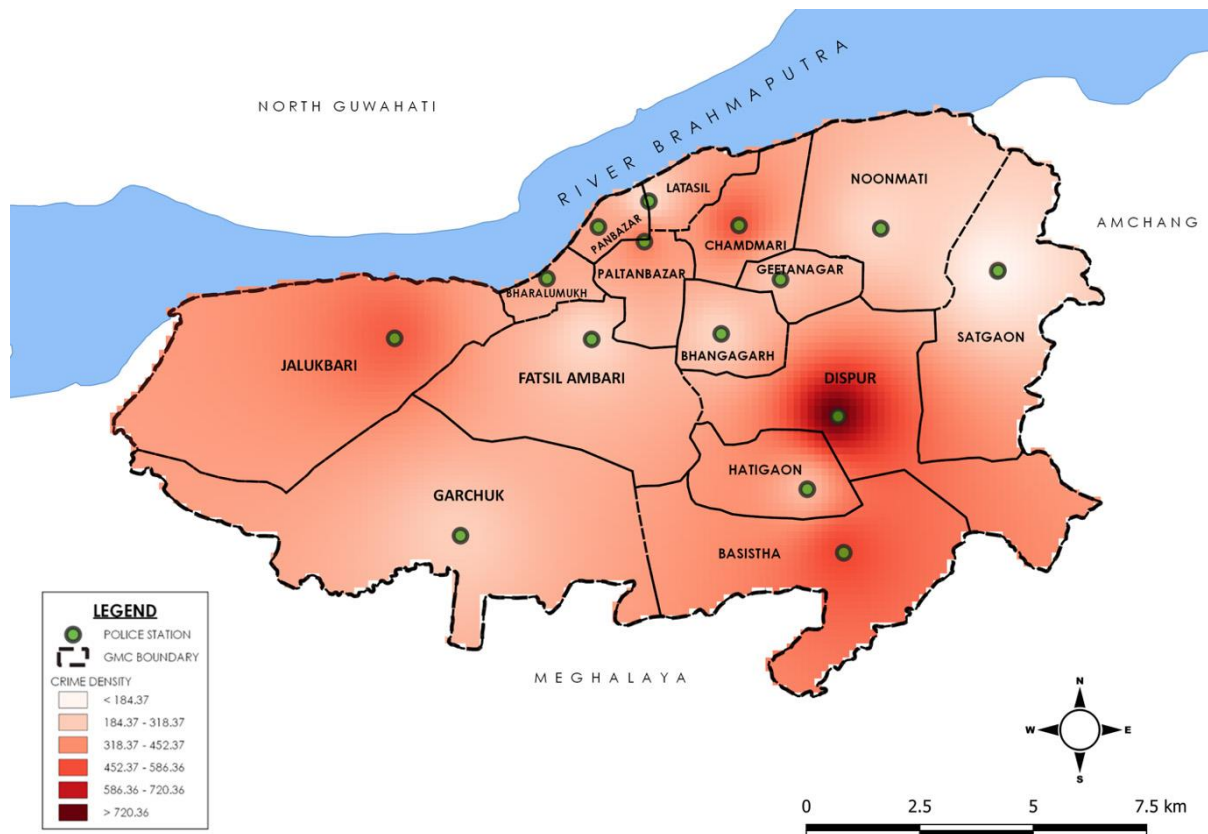 NORTH GUWAHATI
RIVER BRAHMAPUTRA
AMCHANG
NOONMATI
LATASIL
PANBAZAR
CHAMDMARI
PALTANBAZAR
GEETANAGAR
BHARALUMUKH
SATGAON
BHANGAGARH
JALUKBARI
FATSIL AMBARI
DISPUR
HATIGAON
GARCHUK
BASISTHA
MEGHALAYA
LEGEND
POLICE STATION
GMC BOUNDARY
CRIME DENSITY
< 184.37
184.37 - 318.37
318.37 - 452.37
452.37 - 586.36
586.36 - 720.36
> 720.36
N
W E
S
0 2.5 5 7.5 km